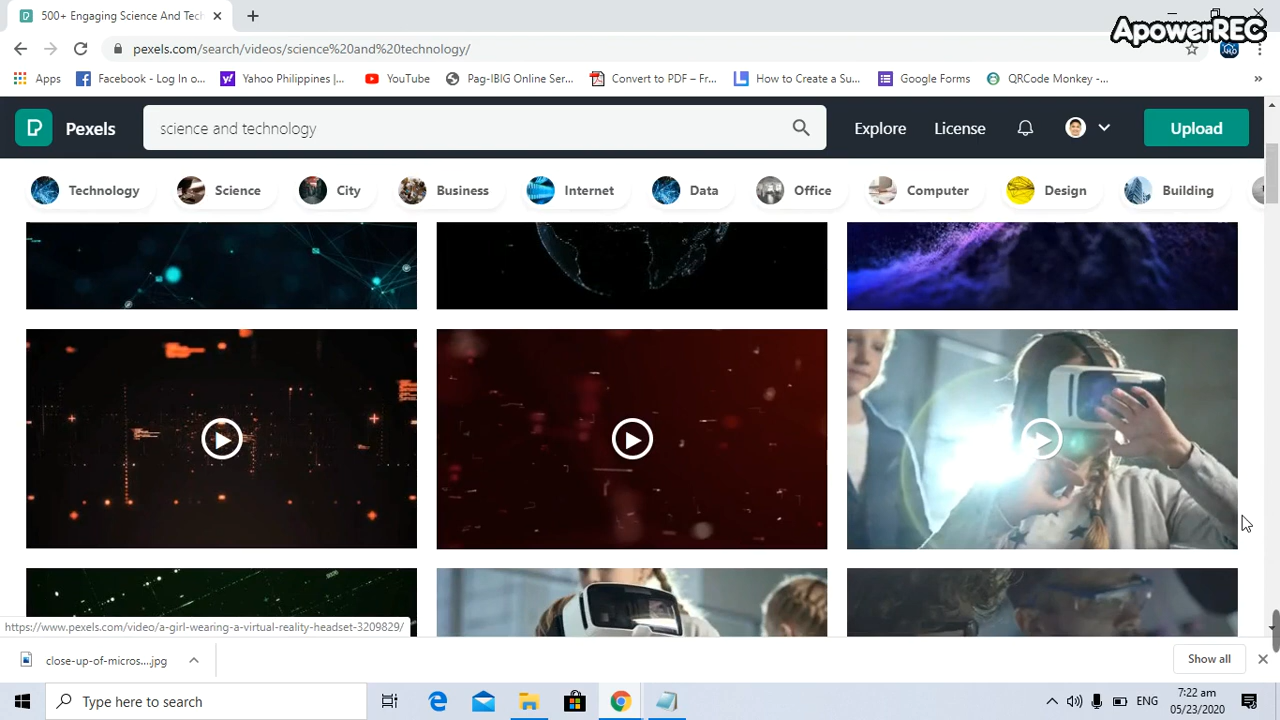 500+ Engaging Science And Tech
ApowerREC
pexels.com/search/videos/science%20and%20technology/
Apps
Facebook - Log In o...
Yahoo Philippines |...
YouTube
Pag-IBIG Online Ser...
Convert to PDF – Fr...
How to Create a Su...
Google Forms
QRCode Monkey -...
»
Pexels
science and technology
Explore
License
Upload
Technology
Science
City
Business
Internet
Data
Office
Computer
Design
Building
https://www.pexels.com/video/a-girl-wearing-a-virtual-reality-headset-3209829/
close-up-of-micros....jpg
Show all
Type here to search
ENG
7:22 am
05/23/2020